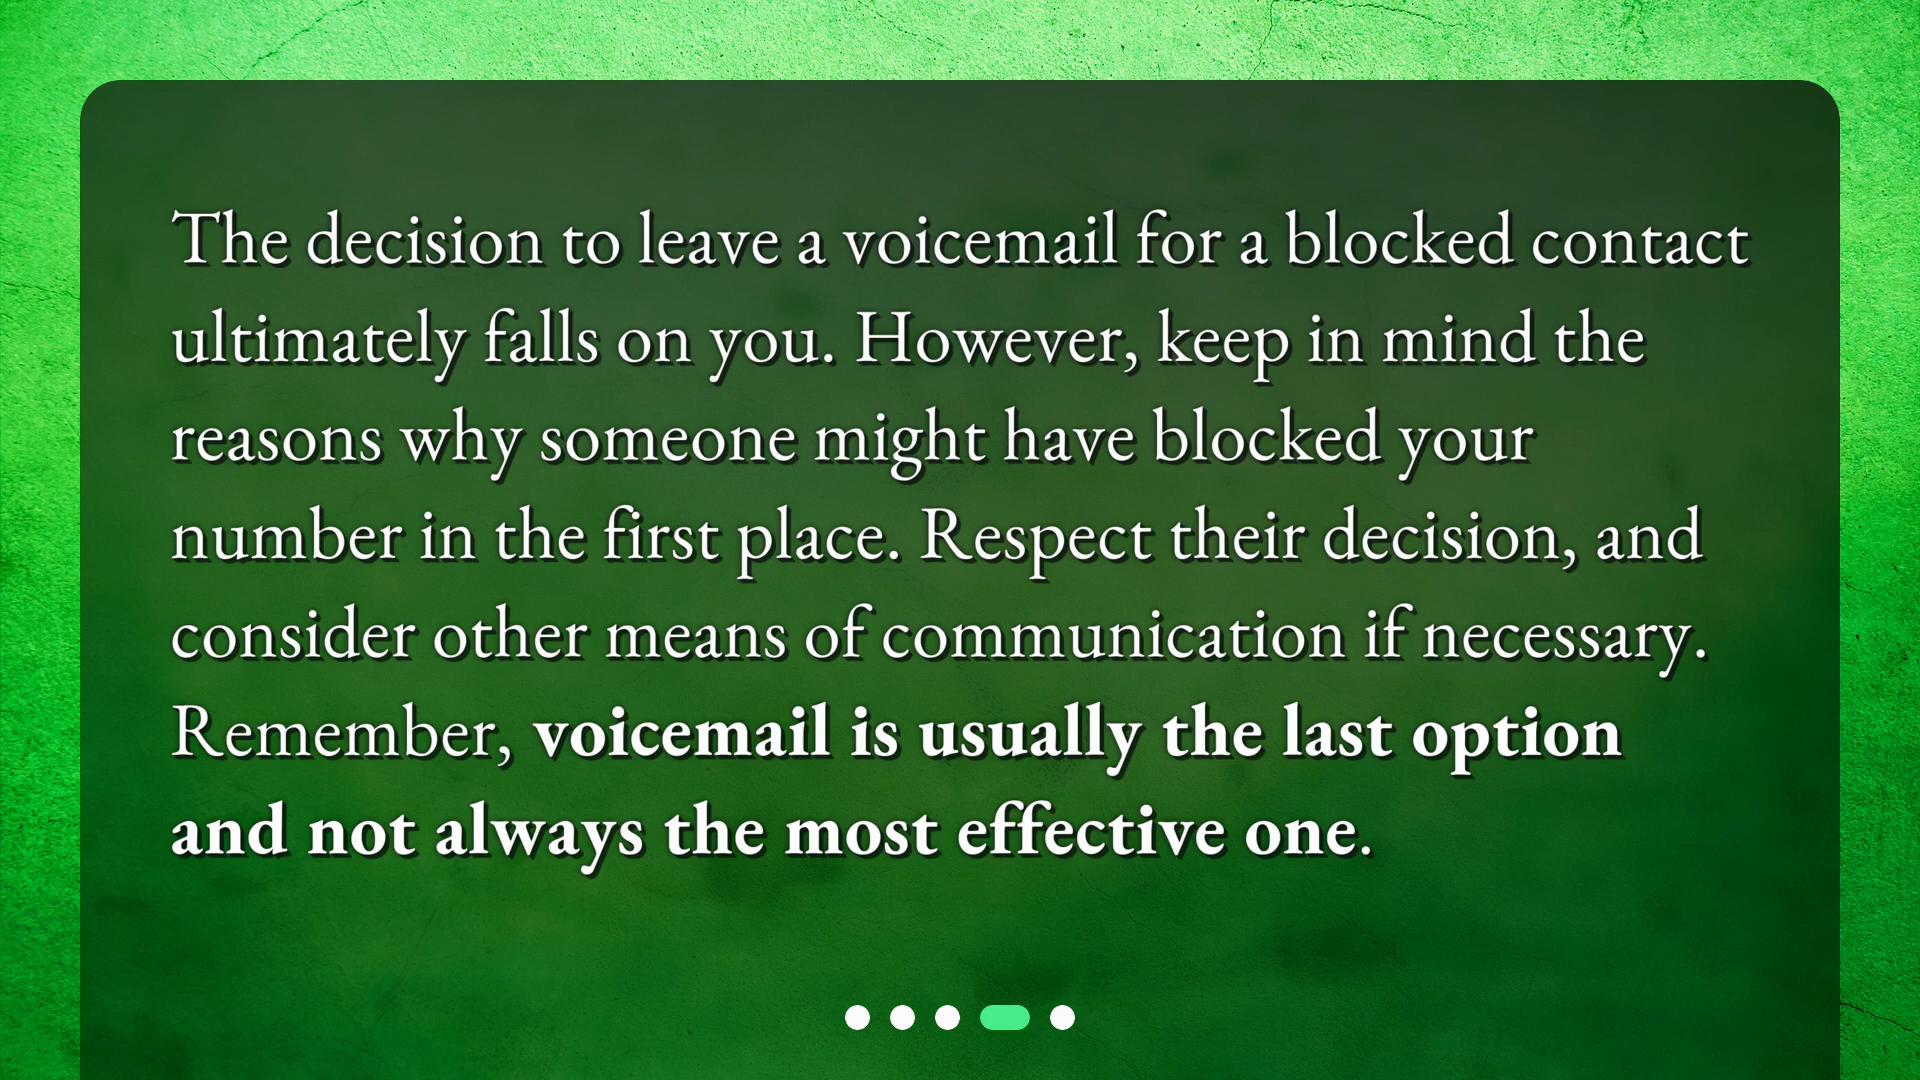 The decision to leave a voicemail for a blocked contact
ultimately falls on you. However, keep in mind the
reasons why someone might have blocked your
number in the first place. Respect their decision, and
consider other means of communication if necessary.
Remember, voicemail is usually the last option
and not always the most effective one.